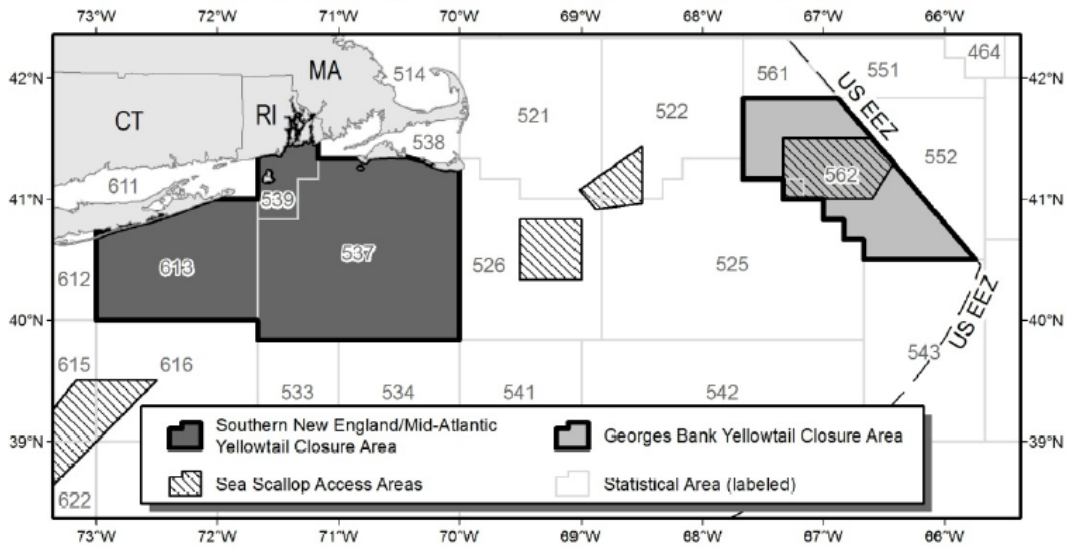 73°W 72°W 71°W 70°W 69°W 68°W 67°W 66°W
464
42°N MA 514 561 US EEZ 551 42°N
CT RI 521 522
538 552
611 562
41°N 539 41°N
613 537 526 525
612
40°N 40°N
US EEZ
543
615 616
533 534 541 542
39°N Southern New England/Mid-Atlantic
Yellowtail Closure Area
Georges Bank Yellowtail Closure Area 39°N
Sea Scallop Access Areas Statistical Area (labeled)
622
73°W 72°W 71°W 70°W 69°W 68°W 67°W 66°W